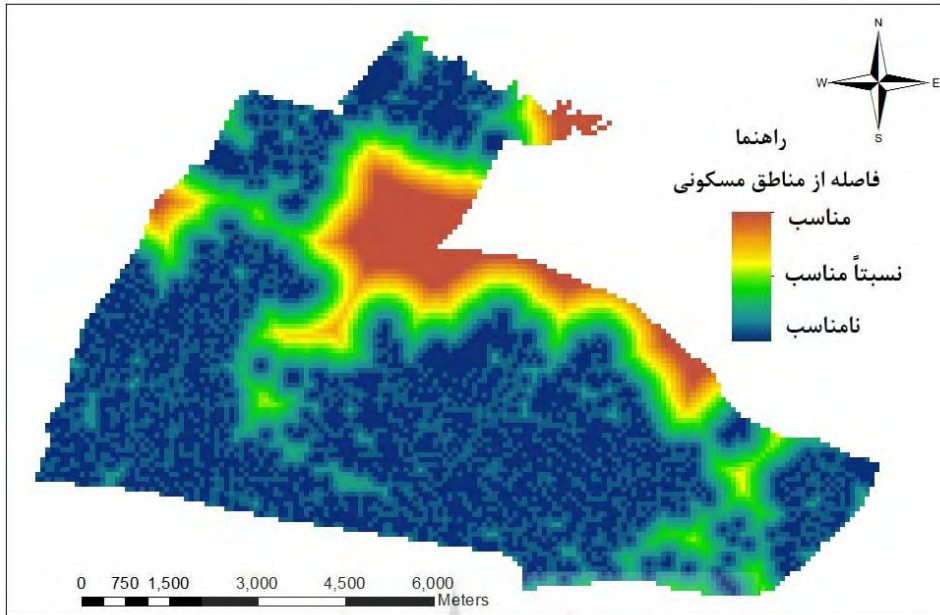 N
W E
S
راهنما
فاصله از مناطق مسکونی
مناسب
نسبتاً مناسب
نامناسب
0 750 1,500 3,000 4,500 6,000
Meters